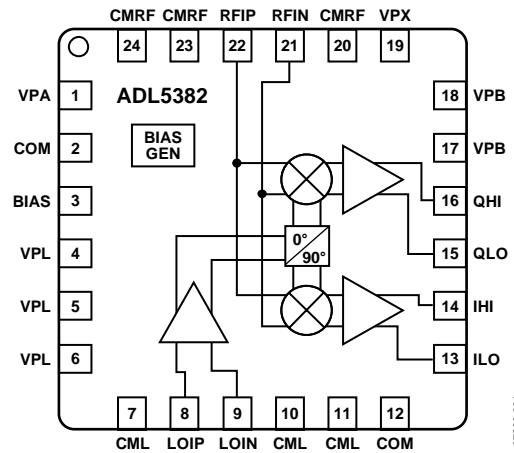 CMRF CMRF RFIP RFIN CMRF VPX
24 23 22 21 20 19
VPA 1 ADL5382 18 VPB
BIAS
GEN
COM 2 17 VPB
BIAS 3 16 QHI
0°
90°
VPL 4 15 QLO
VPL 5 14 IHI
VPL 6 13 ILO
7 8 9 10 11 12
CML LOIP LOIN CML CML COM